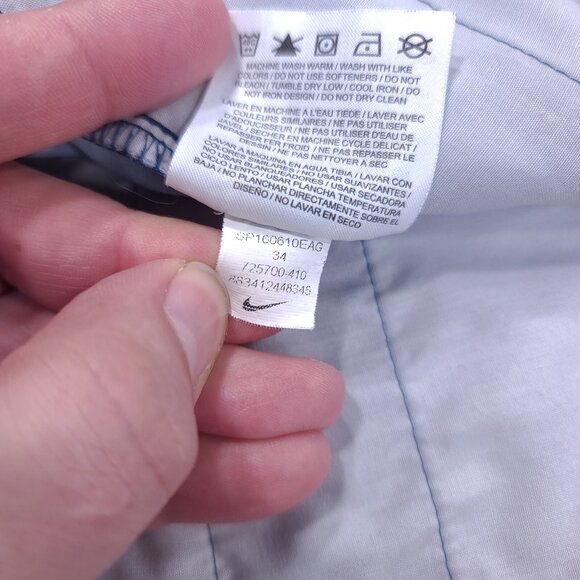 MACHINE WASH WARM / WASH WITH LIKE
COLORS / DO NOT USE SOFTENERS / DO NOT
BLEACH / TUMBLE DRY LOW / COOL IRON / DO
NOT IRON DESIGN / DO NOT DRY CLEAN
LAVER EN MACHINE A L'EAU TIEDE / LAVER AVEC
COULEURS SIMILAIRES / NE PAS UTILISER
D'ADOUCISSEUR / NE PAS UTILISER D'EAU DE
JAVEL / SECHER EN MACHINE CYCLE DELICAT /
REPASSER FER FROID / NE PAS REPASSER LE
DESSIN / NE PAS NETTOYER A SEC
LAVAR A MAQUINA EN AGUA TIBIA / LAVAR CON
COLORES SIMILARES / NO USAR SUAVIZANTES /
NO USAR BLANQUEADORES / USAR SECADORA
CICLO LENTO / USAR PLANCHA TEMPERATURA
BAJA / NO PLANCHAR DIRECTAMENTE SOBRE EL
DISEÑO / NO LAVAR EN SECO
SP160610EAG
34
725700-410
883412448345